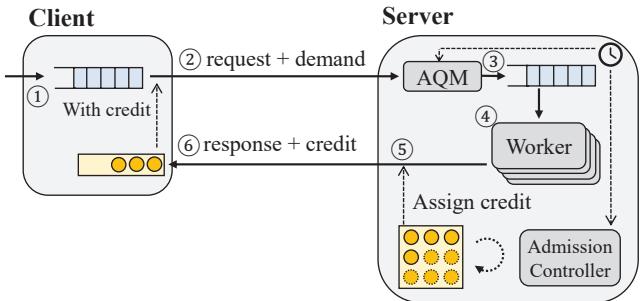 Client
Server
② request + demand
AQM
③
①
With credit
④
Worker
⑥ response + credit
⑤
Assign credit
Admission
Controller